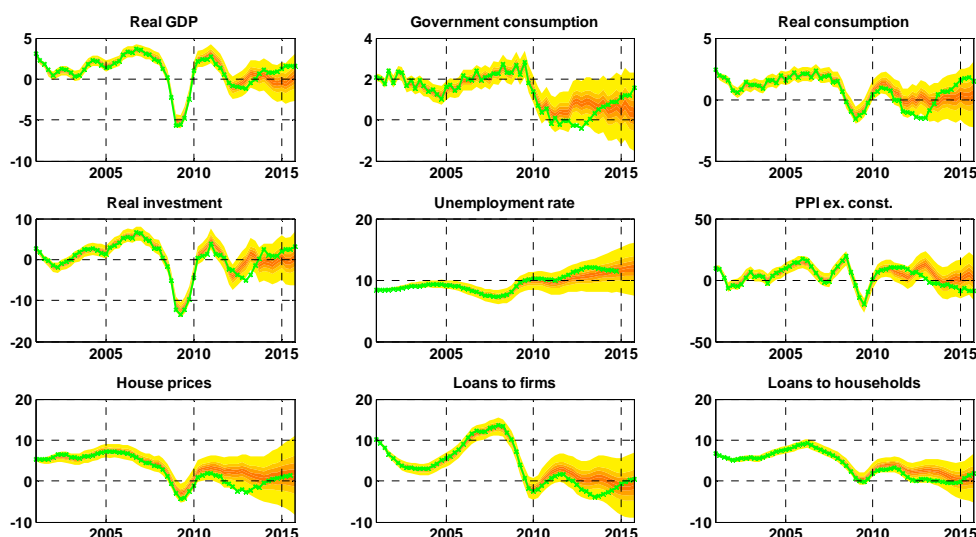 Real GDP
5
0
-5
-10
2005 2010 2015
Government consumption
4
2
0
-2
2005 2010 2015
Real consumption
5
0
-5
2005 2010 2015
Real investment
10
0
-10
-20
2005 2010 2015
Unemployment rate
20
10
0
2005 2010 2015
PPI ex. const.
50
0
-50
2005 2010 2015
House prices
20
10
0
-10
2005 2010 2015
Loans to firms
20
10
0
-10
2005 2010 2015
Loans to households
20
10
0
-10
2005 2010 2015